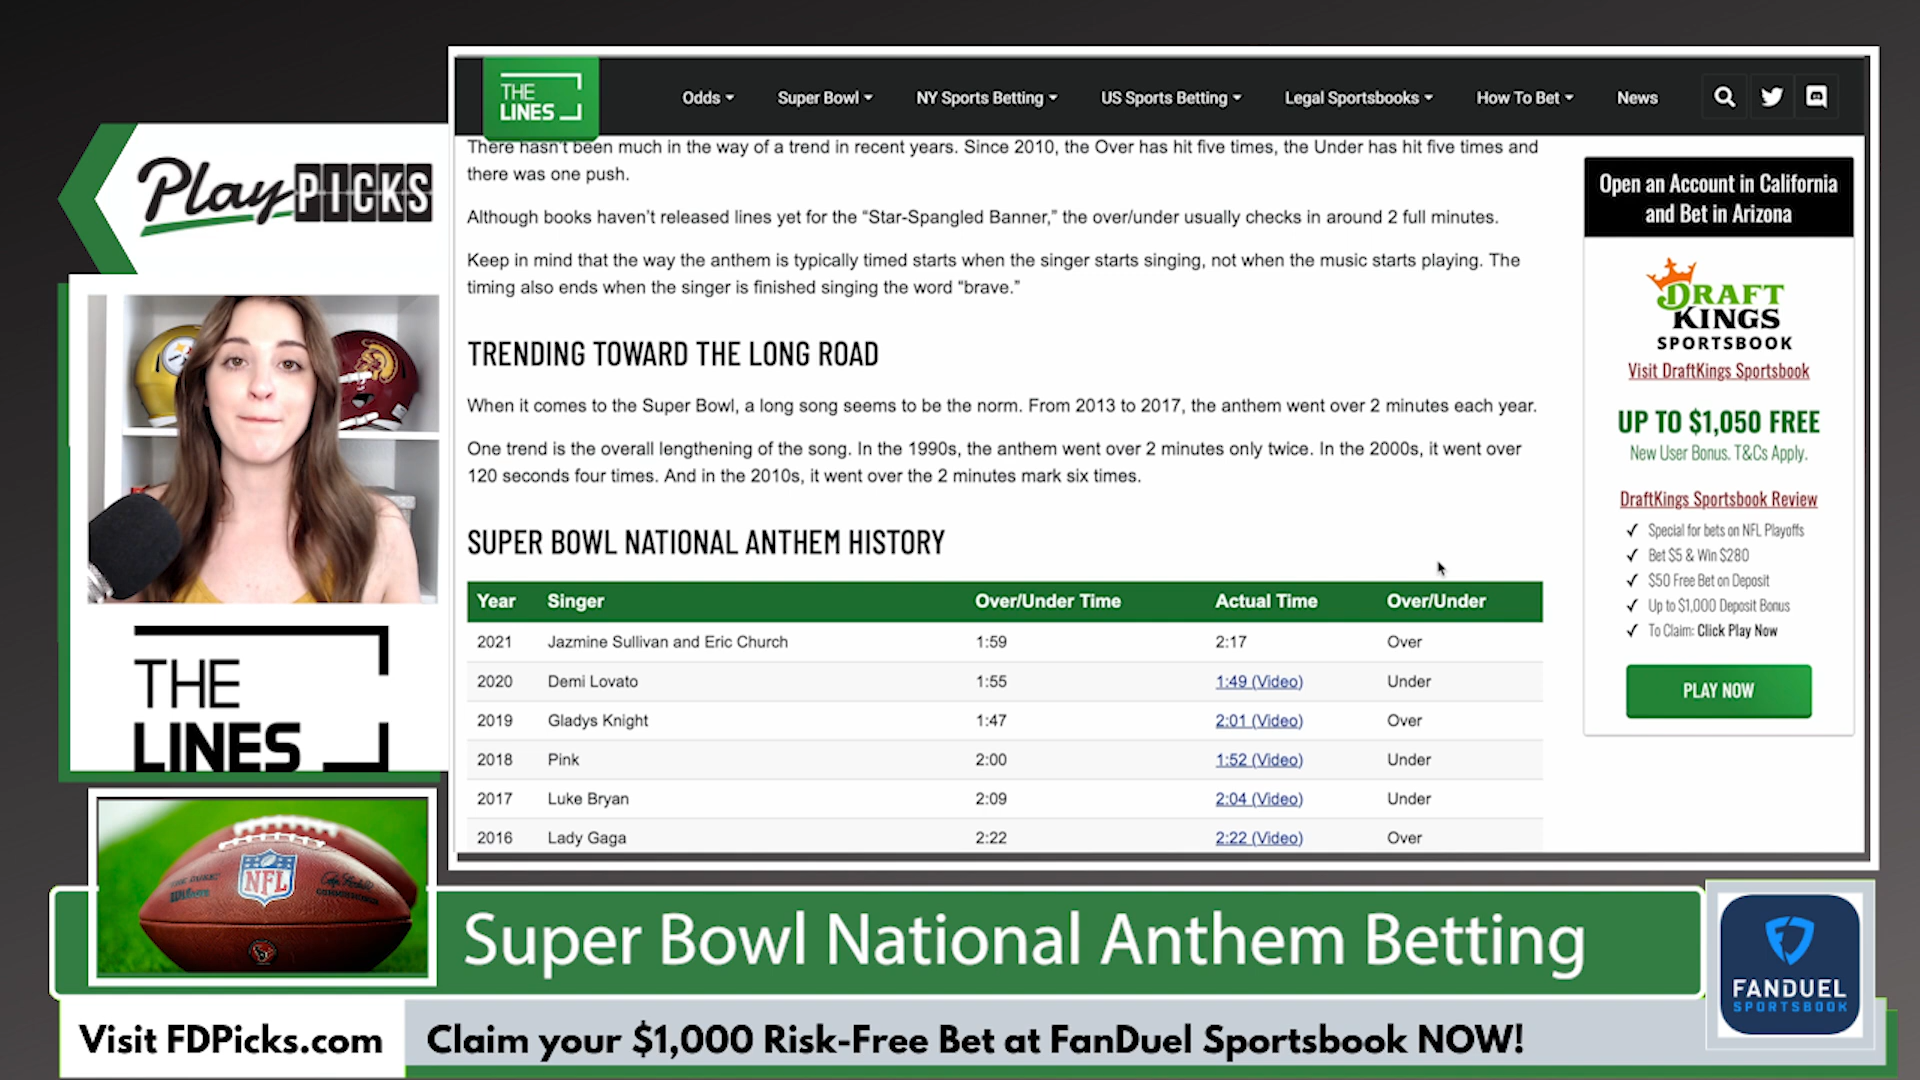 THE
LINES
Odds
Super Bowl
NY Sports Betting
US Sports Betting
Legal Sportsbooks
How To Bet
News
There hasn't been much in the way of a trend in recent years. Since 2010, the Over has hit five times, the Under has hit five times and
there was one push.
Although books haven't released lines yet for the “Star-Spangled Banner,” the over/under usually checks in around 2 full minutes.
Keep in mind that the way the anthem is typically timed starts when the singer starts singing, not when the music starts playing. The
timing also ends when the singer is finished singing the word “brave.”
TRENDING TOWARD THE LONG ROAD
When it comes to the Super Bowl, a long song seems to be the norm. From 2013 to 2017, the anthem went over 2 minutes each year.
One trend is the overall lengthening of the song. In the 1990s, the anthem went over 2 minutes only twice. In the 2000s, it went over
120 seconds four times. And in the 2010s, it went over the 2 minutes mark six times.
SUPER BOWL NATIONAL ANTHEM HISTORY
Year Singer Over/Under Time Actual Time Over/Under
2021 Jazmine Sullivan and Eric Church 1:59 2:17 Over
2020 Demi Lovato 1:55 1:49 (Video) Under
2019 Gladys Knight 1:47 2:01 (Video) Over
2018 Pink 2:00 1:52 (Video) Under
2017 Luke Bryan 2:09 2:04 (Video) Under
2016 Lady Gaga 2:22 2:22 (Video) Over
Open an Account in California
and Bet in Arizona
DRAFT
KINGS
SPORTSBOOK
Visit DraftKings Sportsbook
UP TO $1,050 FREE
New User Bonus. T&Cs Apply.
DraftKings Sportsbook Review
✓ Special for bets on NFL Playoffs
✓ Bet $5 & Win $280
✓ $50 Free Bet on Deposit
✓ Up to $1,000 Deposit Bonus
✓ To Claim: Click Play Now
PLAY NOW
Play PICKS
THE
LINES
NFL
Super Bowl National Anthem Betting
FANDUEL
SPORTSBOOK
Visit FDPicks.com
Claim your $1,000 Risk-Free Bet at FanDuel Sportsbook NOW!